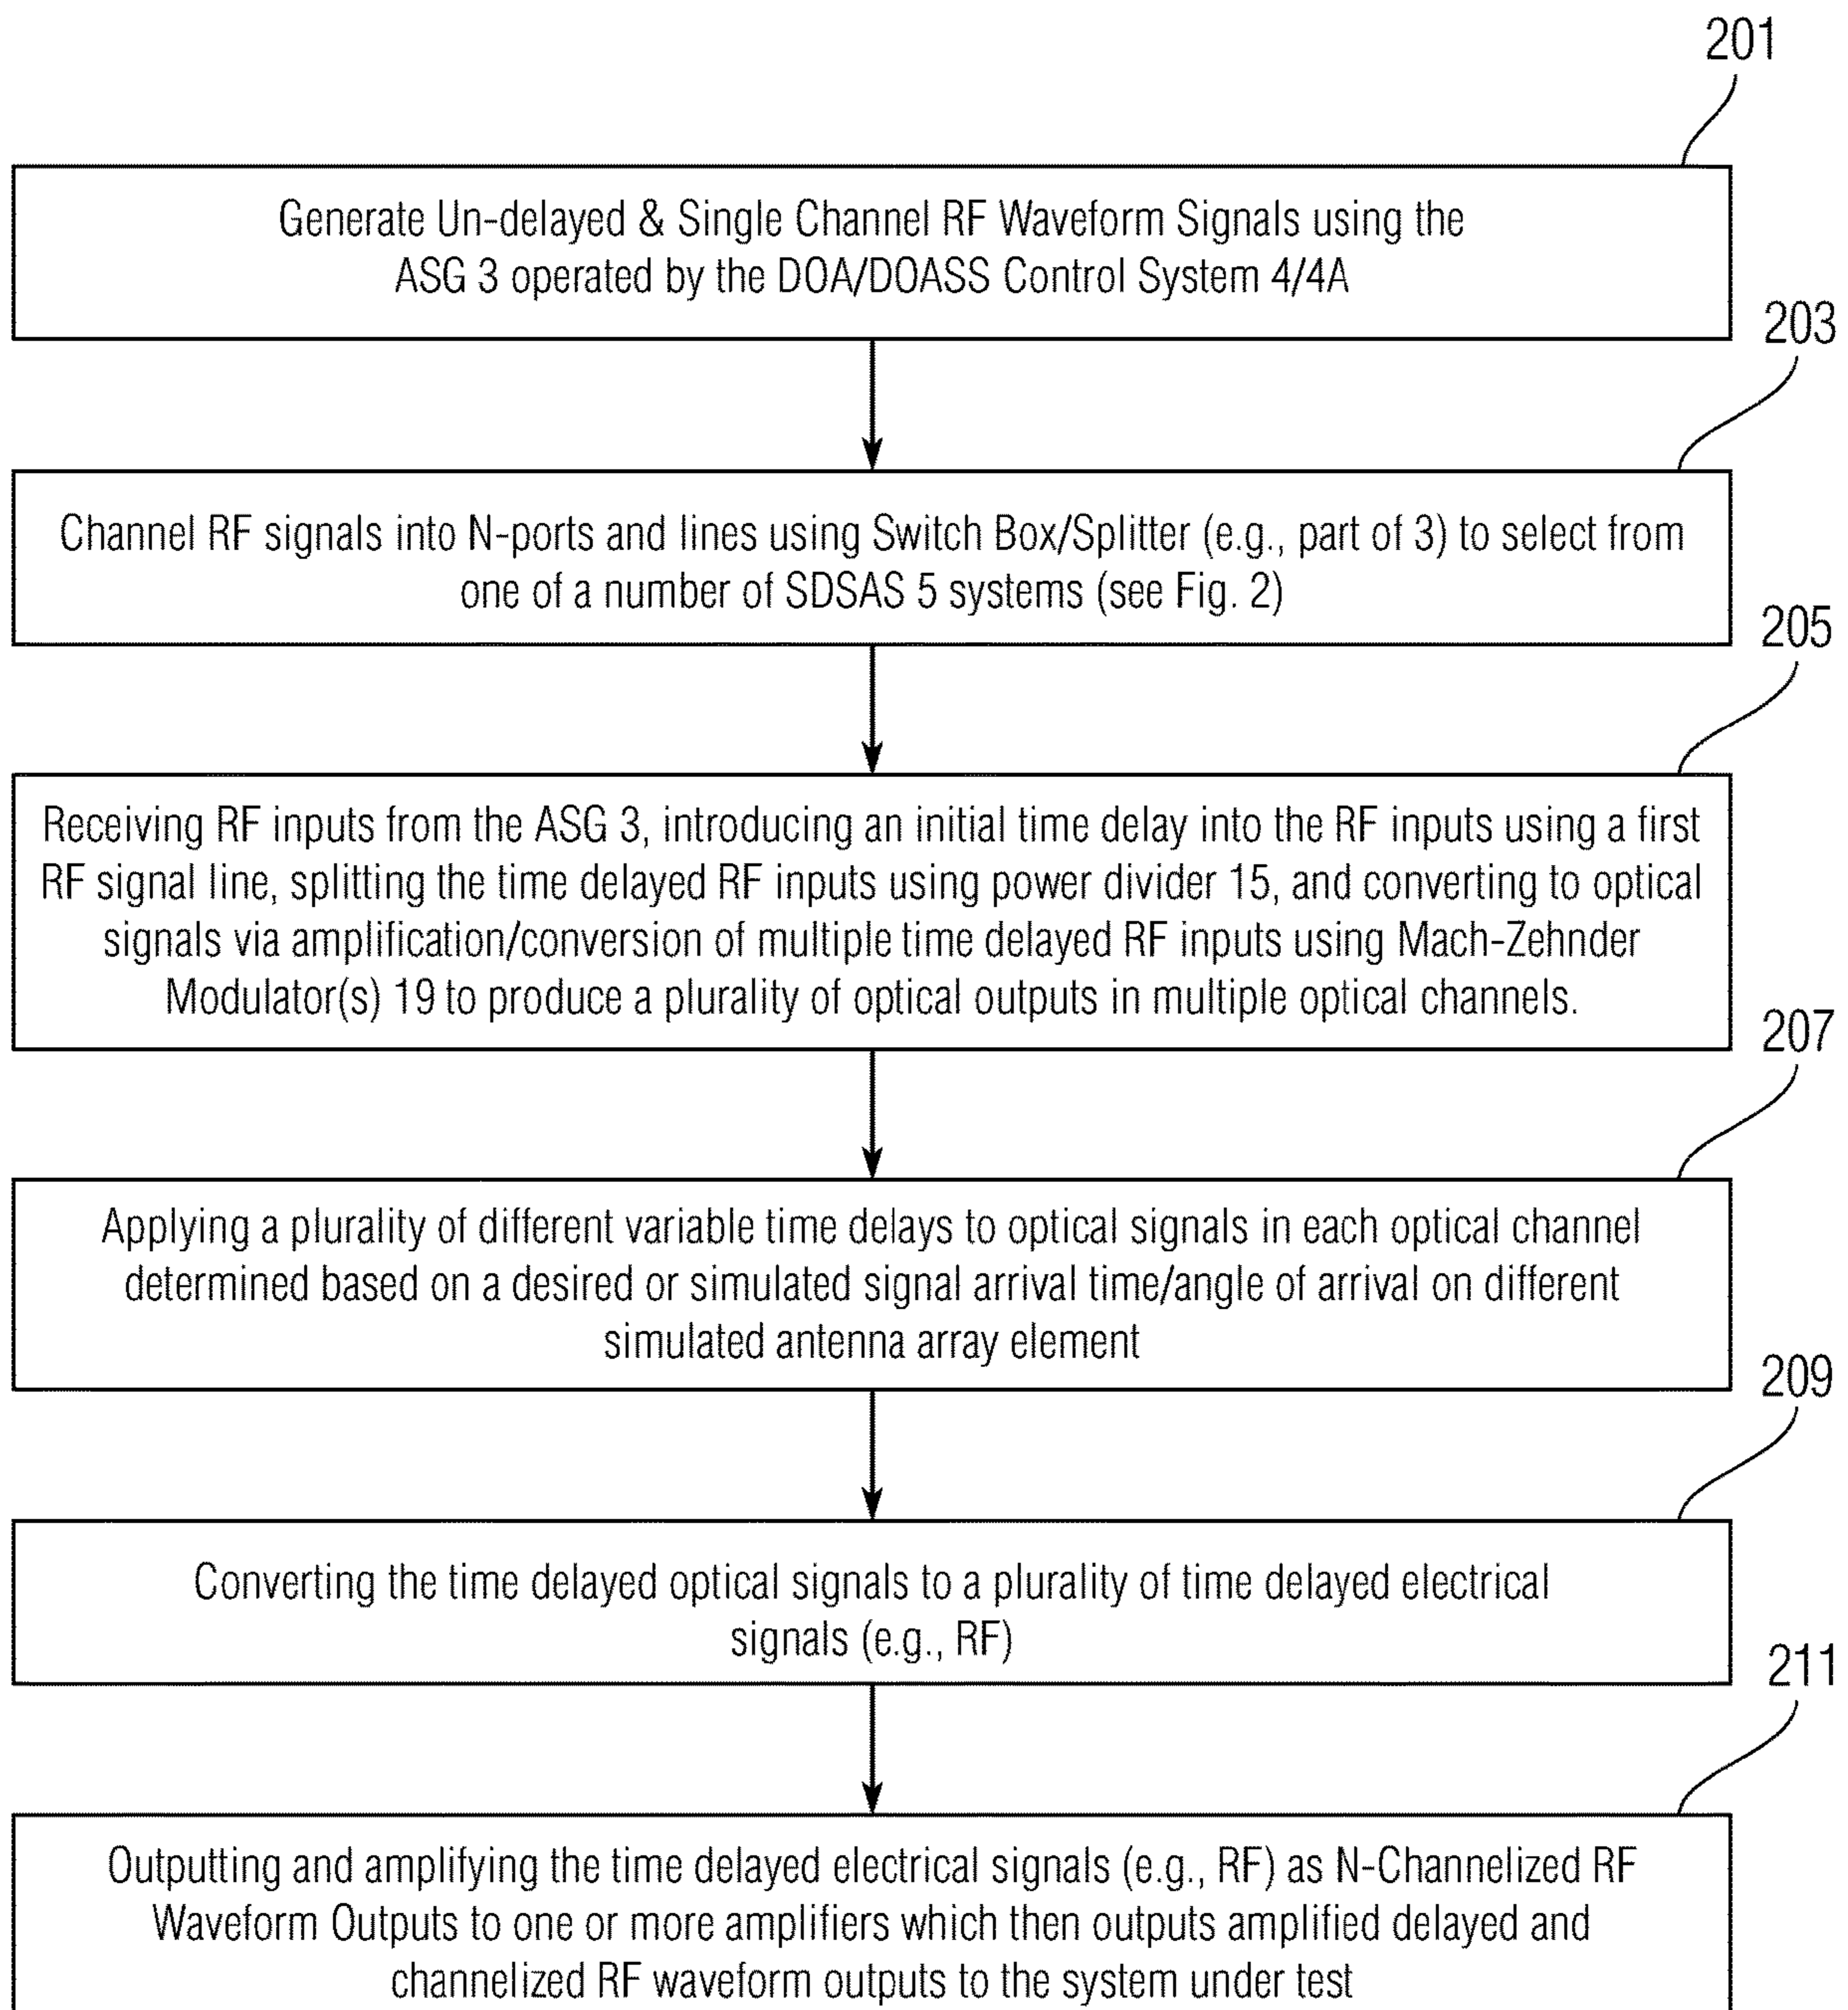 201
Generate Un-delayed & Single Channel RF Waveform Signals using the
ASG 3 operated by the DOA/DOASS Control System 4/4A
203
Channel RF signals into N-ports and lines using Switch Box/Splitter (e.g., part of 3) to select from
one of a number of SDSAS 5 systems (see Fig. 2)
205
Receiving RF inputs from the ASG 3, introducing an initial time delay into the RF inputs using a first
RF signal line, splitting the time delayed RF inputs using power divider 15, and converting to optical
signals via amplification/conversion of multiple time delayed RF inputs using Mach-Zehnder
Modulator(s) 19 to produce a plurality of optical outputs in multiple optical channels.
207
Applying a plurality of different variable time delays to optical signals in each optical channel
determined based on a desired or simulated signal arrival time/angle of arrival on different
simulated antenna array element
209
Converting the time delayed optical signals to a plurality of time delayed electrical
signals (e.g., RF)
211
Outputting and amplifying the time delayed electrical signals (e.g., RF) as N-Channelized RF
Waveform Outputs to one or more amplifiers which then outputs amplified delayed and
channelized RF waveform outputs to the system under test